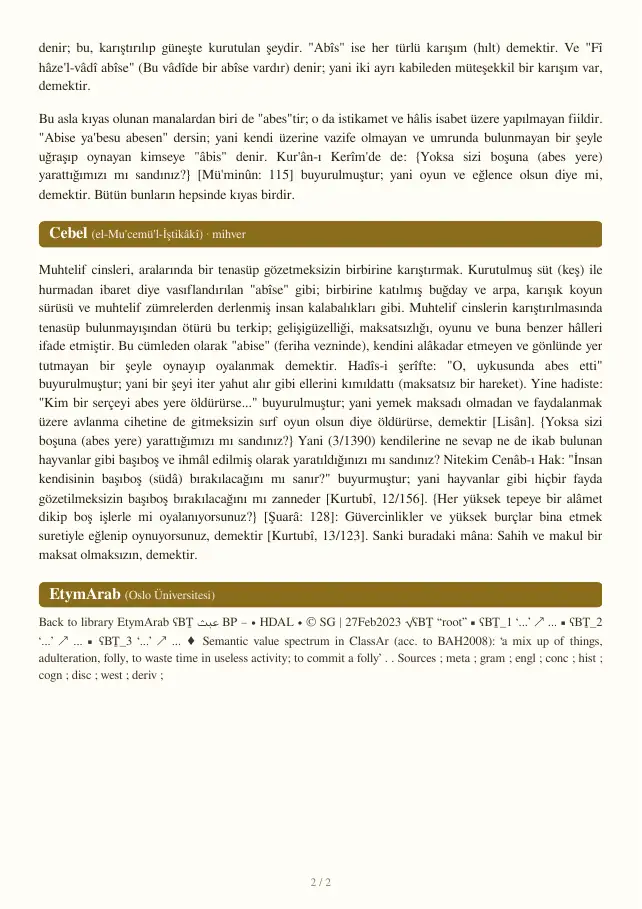 denir; bu, karıştırılıp güneşte kurutulan şeydir. "Abîs" ise her türlü karışım (hılt) demektir. Ve "Fî
hâze'l-vâdî abîse" (Bu vâdîde bir abîse vardır) denir; yani iki ayrı kabileden müteşekkil bir karışım var,
demektir.
Bu asla kıyas olunan manalardan biri de "abes"tir; o da istikamet ve hâlis isabet üzere yapılmayan fiildir.
"Abise ya'besu abesen" dersin; yani kendi üzerine vazife olmayan ve umrunda bulunmayan bir şeyle
uğraşıp oynayan kimseye "âbis" denir. Kur'ân-ı Kerîm'de de: {Yoksa sizi boşuna (abes yere)
yarattığımızı mı sandınız?} [Mü'minûn: 115] buyurulmuştur; yani oyun ve eğlence olsun diye mi,
demektir. Bütün bunların hepsinde kıyas birdir.
Cebel (el-Mu'cemü'l-İştikâkî) · mihver
Muhtelif cinsleri, aralarında bir tenasüp gözetmeksizin birbirine karıştırmak. Kurutulmuş süt (keş) ile
hurmadan ibaret diye vasıflandırılan "abîse" gibi; birbirine katılmış buğday ve arpa, karışık koyun
sürüsü ve muhtelif zümrelerden derlenmiş insan kalabalıkları gibi. Muhtelif cinslerin karıştırılmasında
tenasüp bulunmayışından ötürü bu terkip; gelişigüzelliği, maksatsızlığı, oyunu ve buna benzer hâlleri
ifade etmiştir. Bu cümleden olarak "abise" (feriha vezninde), kendini alâkadar etmeyen ve gönlünde yer
tutmayan bir şeyle oynayıp oyalanmak demektir. Hadîs-i şerîfte: "O, uykusunda abes etti"
buyurulmuştur; yani bir şeyi iter yahut alır gibi ellerini kımıldattı (maksatsız bir hareket). Yine hadiste:
"Kim bir serçeyi abes yere öldürürse..." buyurulmuştur; yani yemek maksadı olmadan ve faydalanmak
üzere avlanma cihetine de gitmeksizin sırf oyun olsun diye öldürürse, demektir [Lisân]. {Yoksa sizi
boşuna (abes yere) yarattığımızı mı sandınız?} Yani (3/1390) kendilerine ne sevap ne de ikab bulunan
hayvanlar gibi başıboş ve ihmâl edilmiş olarak yaratıldığınızı mı sandınız? Nitekim Cenâb-ı Hak: "İnsan
kendisinin başıboş (südâ) bırakılacağını mı sanır?" buyurmuştur; yani hayvanlar gibi hiçbir fayda
gözetilmeksizin başıboş bırakılacağını mı zanneder [Kurtubî, 12/156]. {Her yüksek tepeye bir alâmet
dikip boş işlerle mi oyalanıyorsunuz?} [Şuarâ: 128]: Güvercinlikler ve yüksek burçlar bina etmek
suretiyle eğlenip oynuyorsunuz, demektir [Kurtubî, 13/123]. Sanki buradaki mâna: Sahih ve makul bir
maksat olmaksızın, demektir.
EtymArab (Oslo Üniversitesi)
Back to library EtymArab ʕBṮ عبث BP – • HDAL • © SG | 27Feb2023 √ʕBṮ “root” ▪ ʕBṮ_1 ‘...’ ↗ ... ▪ ʕBṮ_2
‘...’ ↗ ... ▪ ʕBṮ_3 ‘...’ ↗ ... ♦ Semantic value spectrum in ClassAr (acc. to BAH2008): ‘a mix up of things,
adulteration, folly, to waste time in useless activity; to commit a folly’ . . Sources ; meta ; gram ; engl ; conc ; hist ;
cogn ; disc ; west ; deriv ;
2 / 2